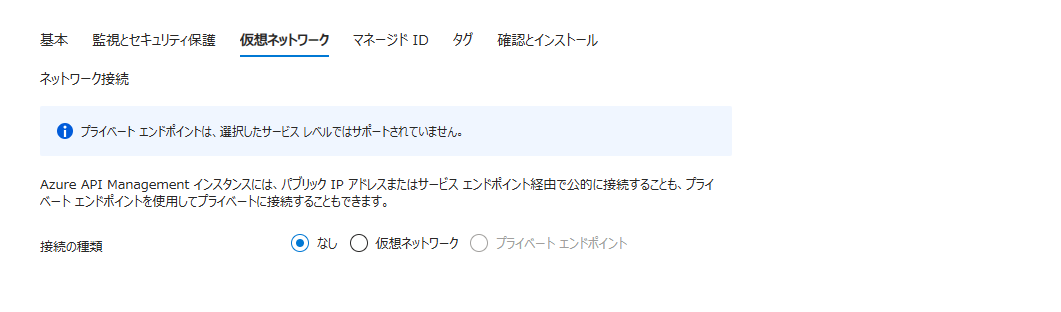 基本 監視とセキュリティ保護 仮想ネットワーク マネージド ID タグ 確認とインストール
ネットワーク接続
プライベート エンドポイントは、選択したサービス レベルではサポートされていません。
Azure API Management インスタンスには、パブリック IP アドレスまたはサービス エンドポイント経由で公的に接続することも、プライ
ベート エンドポイントを使用してプライベートに接続することもできます。
接続の種類 なし 仮想ネットワーク プライベート エンドポイント